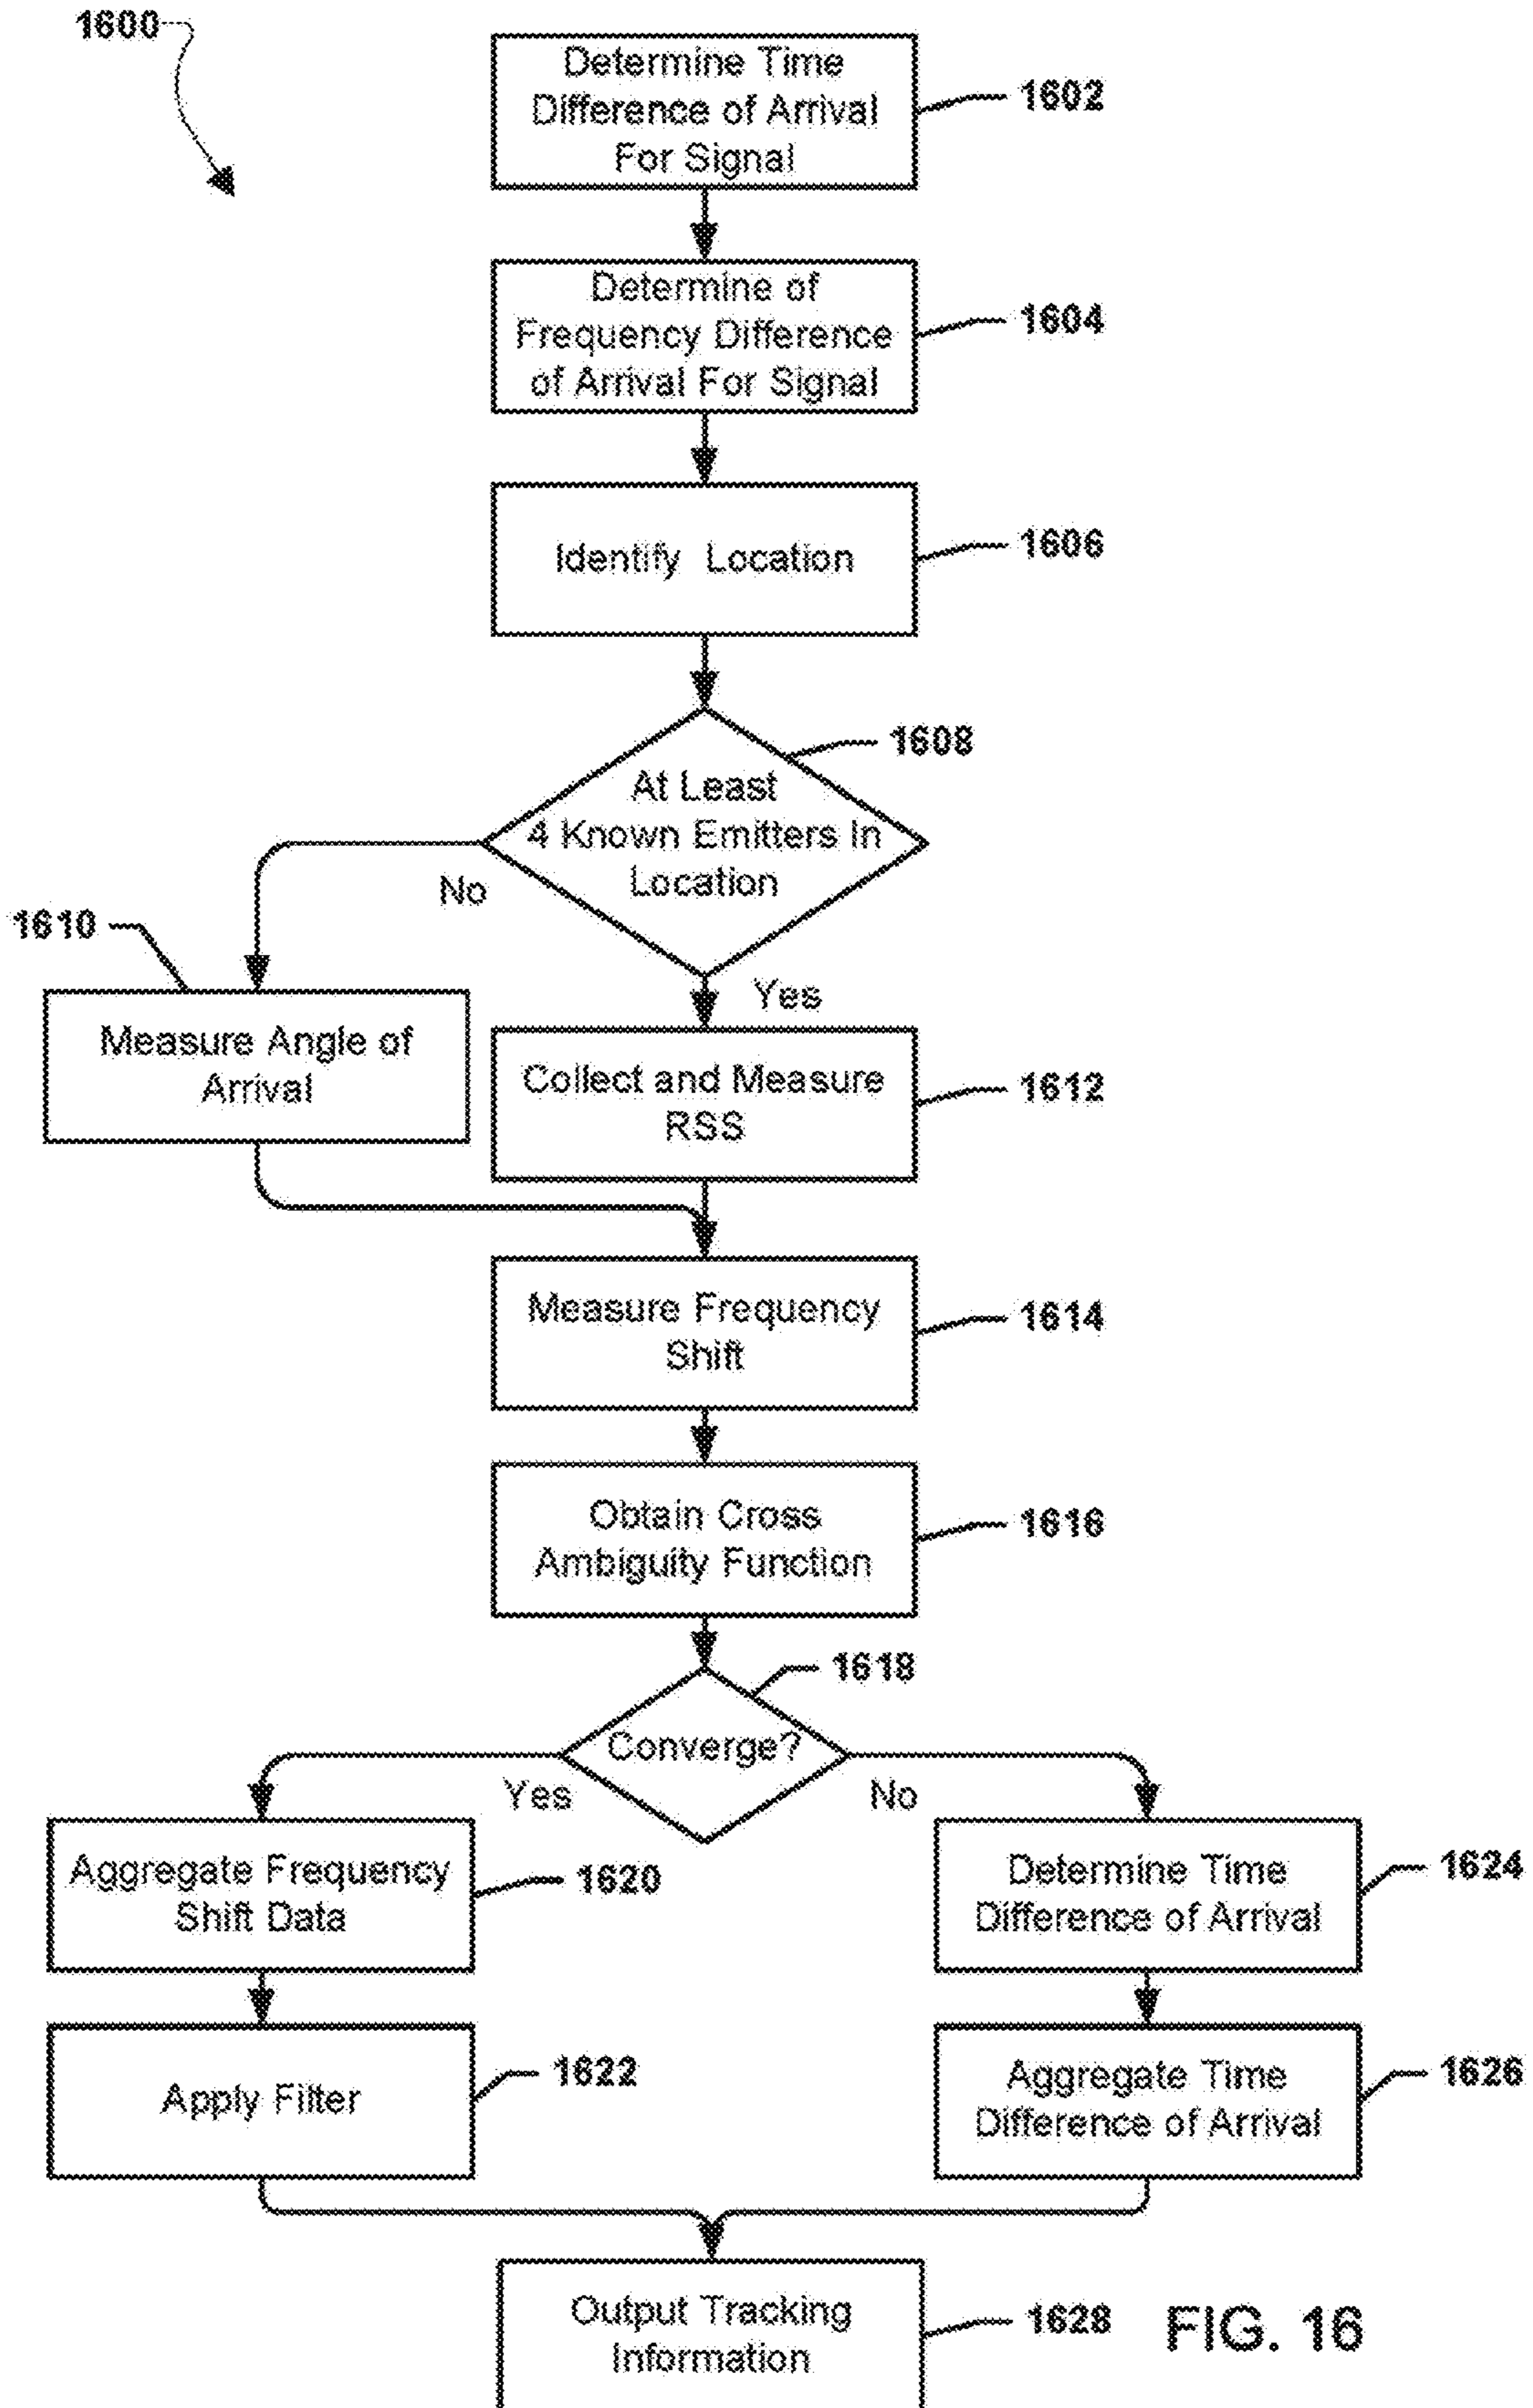 1600
Determine Time
Difference of Arrival
For Signal
1602
Determine of
Frequency Difference
of Arrival For Signal
1604
Identify Location
1606
1608
At Least
4 Known Emitters In
Location
No
Yes
1610
Measure Angle of
Arrival
Collect and Measure
RSS
1612
Measure Frequency
Shift
1614
Obtain Cross
Ambiguity Function
1616
1618
Converge?
Yes
No
Aggregate Frequency
Shift Data
1620
Determine Time
Difference of Arrival
1624
Apply Filter
1622
Aggregate Time
Difference of Arrival
1626
Output Tracking
Information
1628
FIG. 16